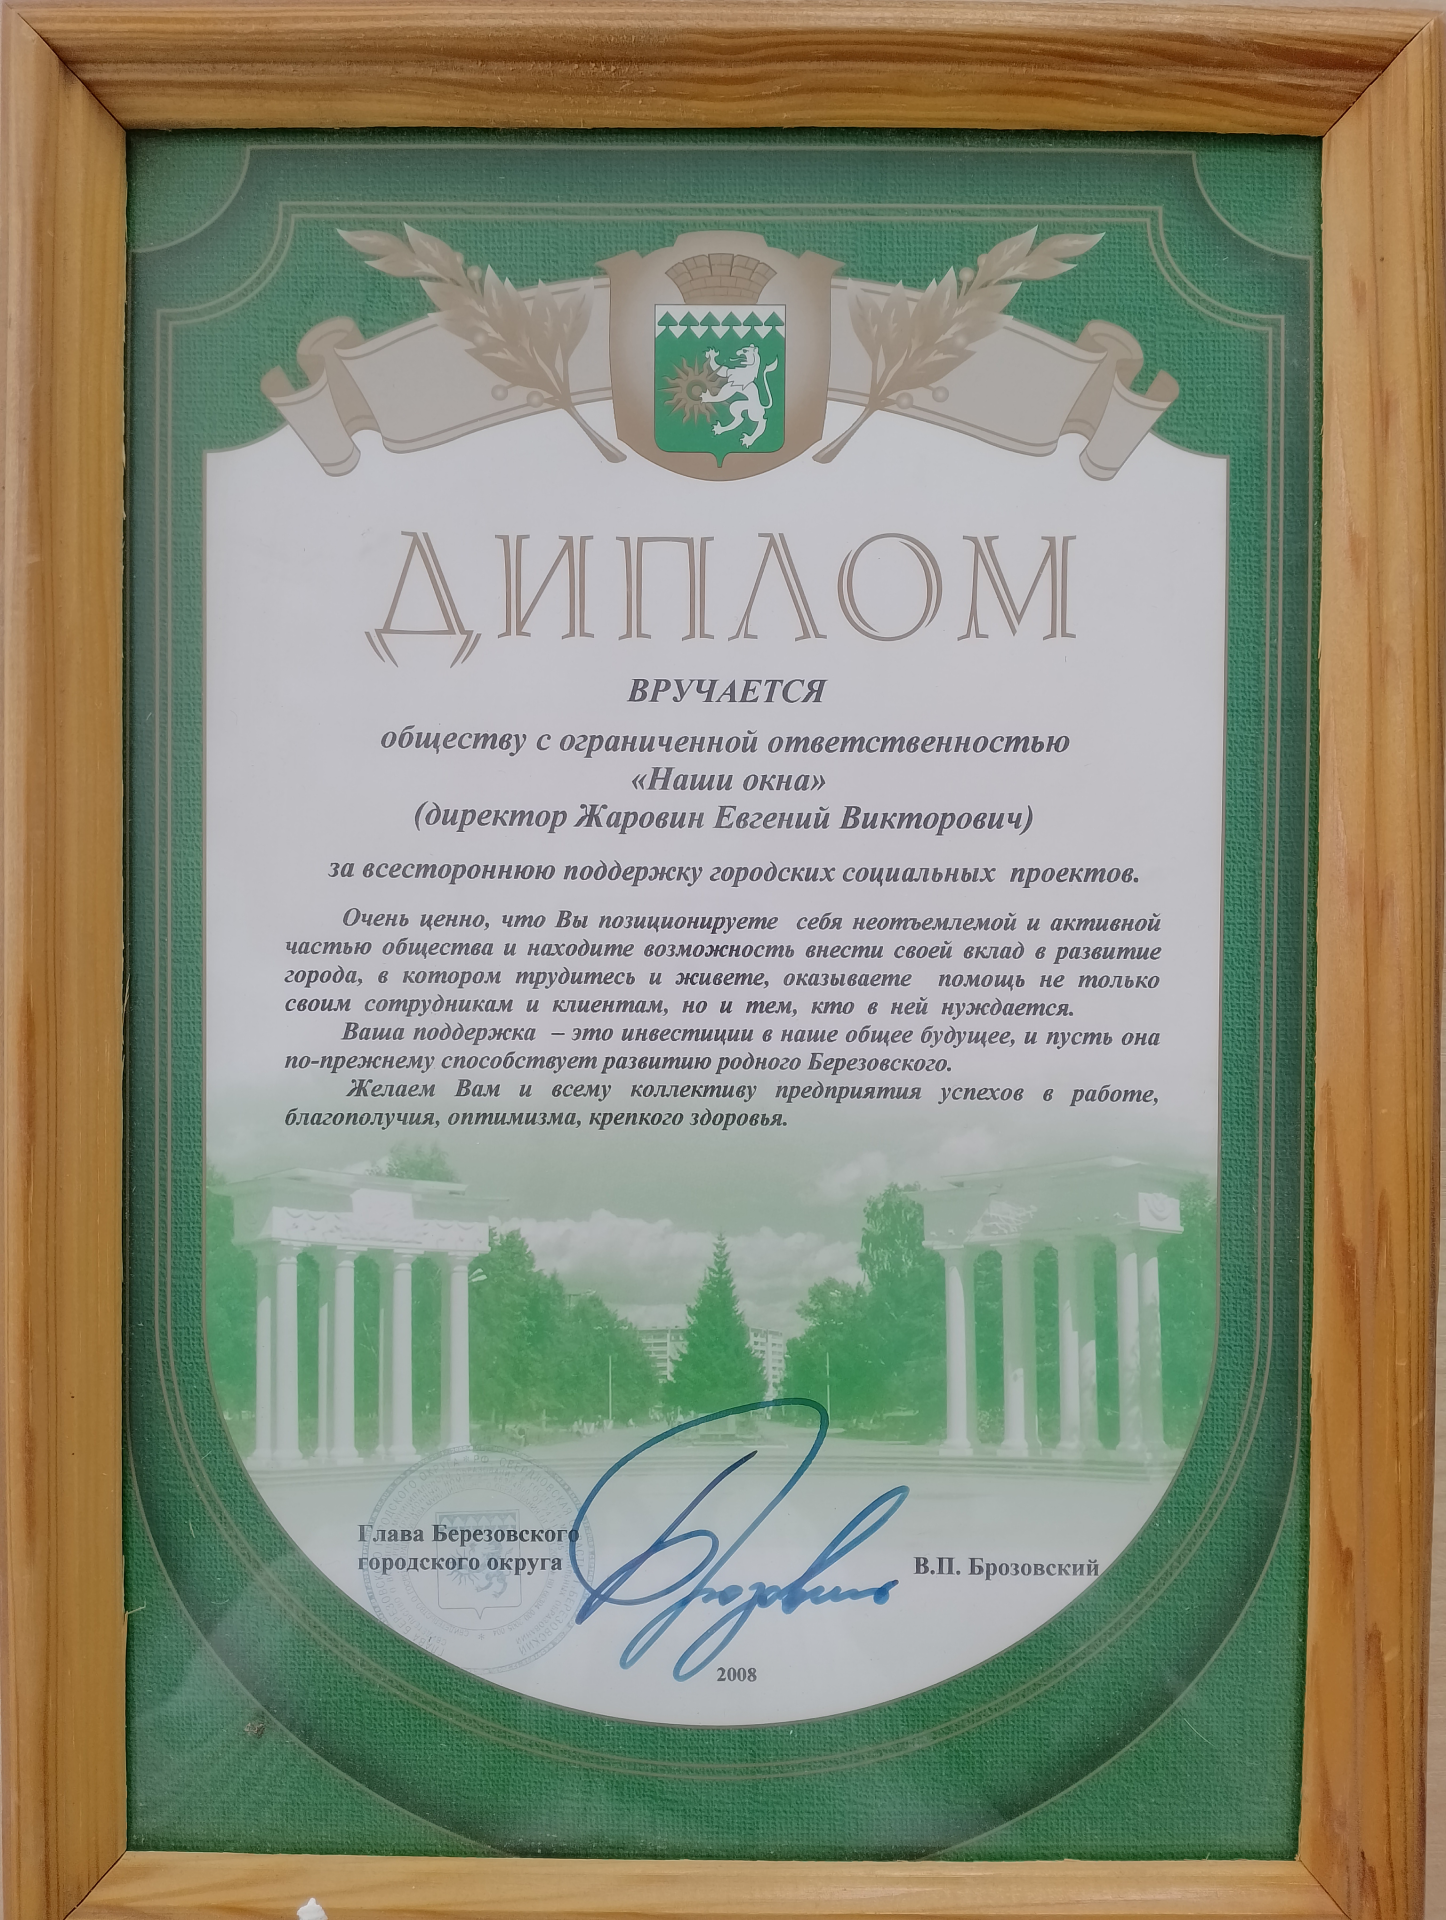 ДИПЛОМ
ВРУЧАЕТСЯ
обществу с ограниченной ответственностью
«Наши окна»
(директор Жаровин Евгений Викторович)
за всестороннюю поддержку городских социальных проектов.
Очень ценно, что Вы позиционируете себя неотъемлемой и активной
частью общества и находите возможность внести своей вклад в развитие
города, в котором трудитесь и живете, оказываете помощь не только
своим сотрудникам и клиентам, но и тем, кто в ней нуждается.
Ваша поддержка – это инвестиции в наше общее будущее, и пусть она
по-прежнему способствует развитию родного Березовского.
Желаем Вам и всему коллективу предприятия успехов в работе,
благополучия, оптимизма, крепкого здоровья.
Глава Березовского
городского округа
В.П. Брозовский
2008